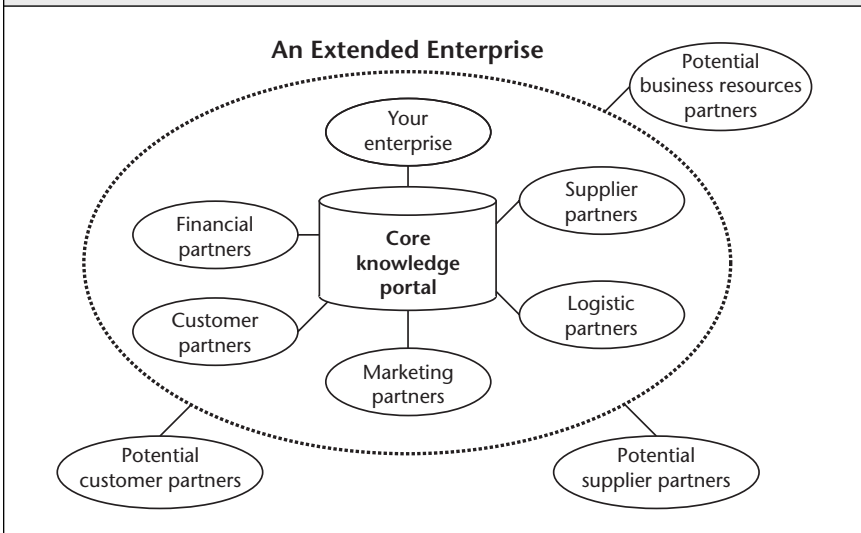 An Extended Enterprise
Potential
business resources
partners
Your
enterprise
Supplier
partners
Financial
partners
Core
knowledge
portal
Customer
partners
Logistic
partners
Marketing
partners
Potential
customer partners
Potential
supplier partners